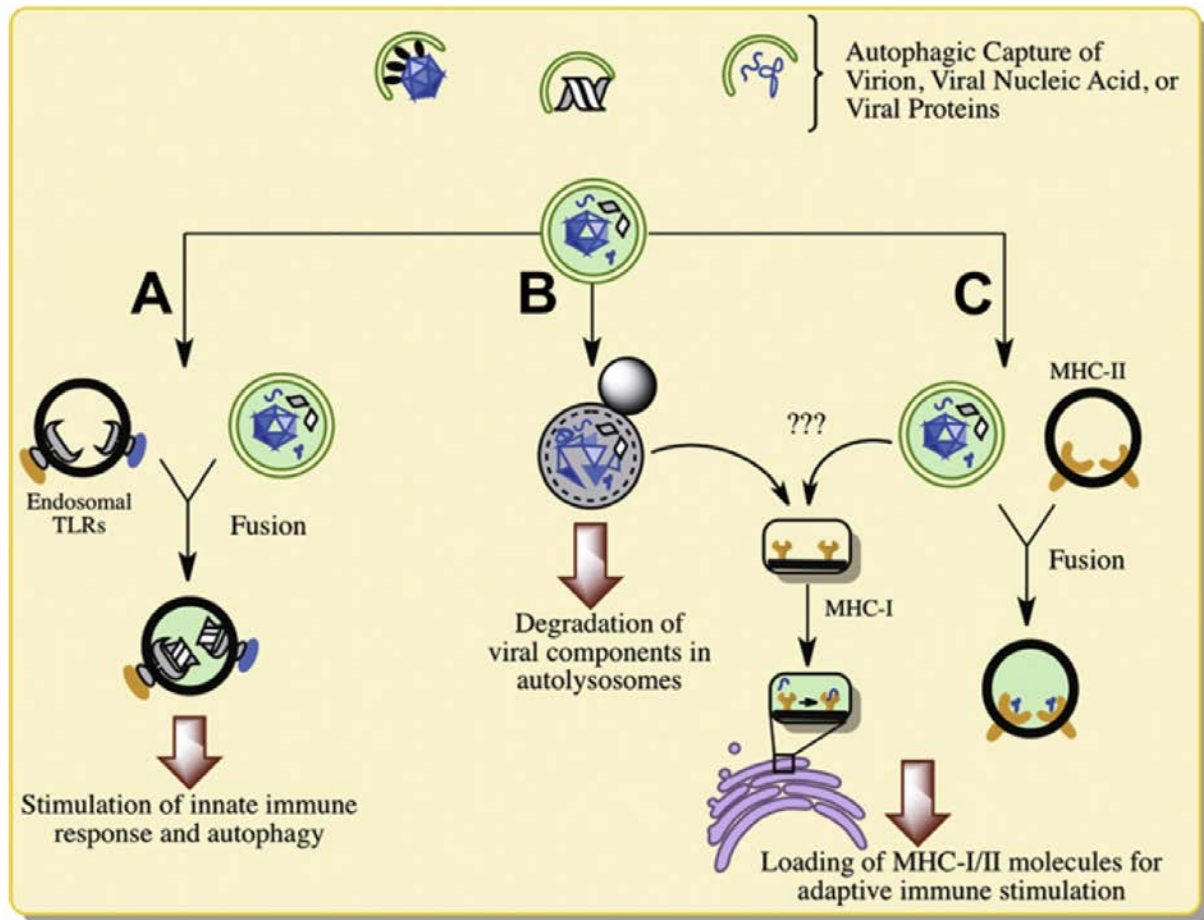 Autophagic Capture of
Virion, Viral Nucleic Acid, or
Viral Proteins
A
B
C
MHC-II
???
Endosomal
TLRs
Fusion
Fusion
MHC-I
Degradation of
viral components in
autolysosomes
Stimulation of innate immune
response and autophagy
Loading of MHC-I/II molecules for
adaptive immune stimulation